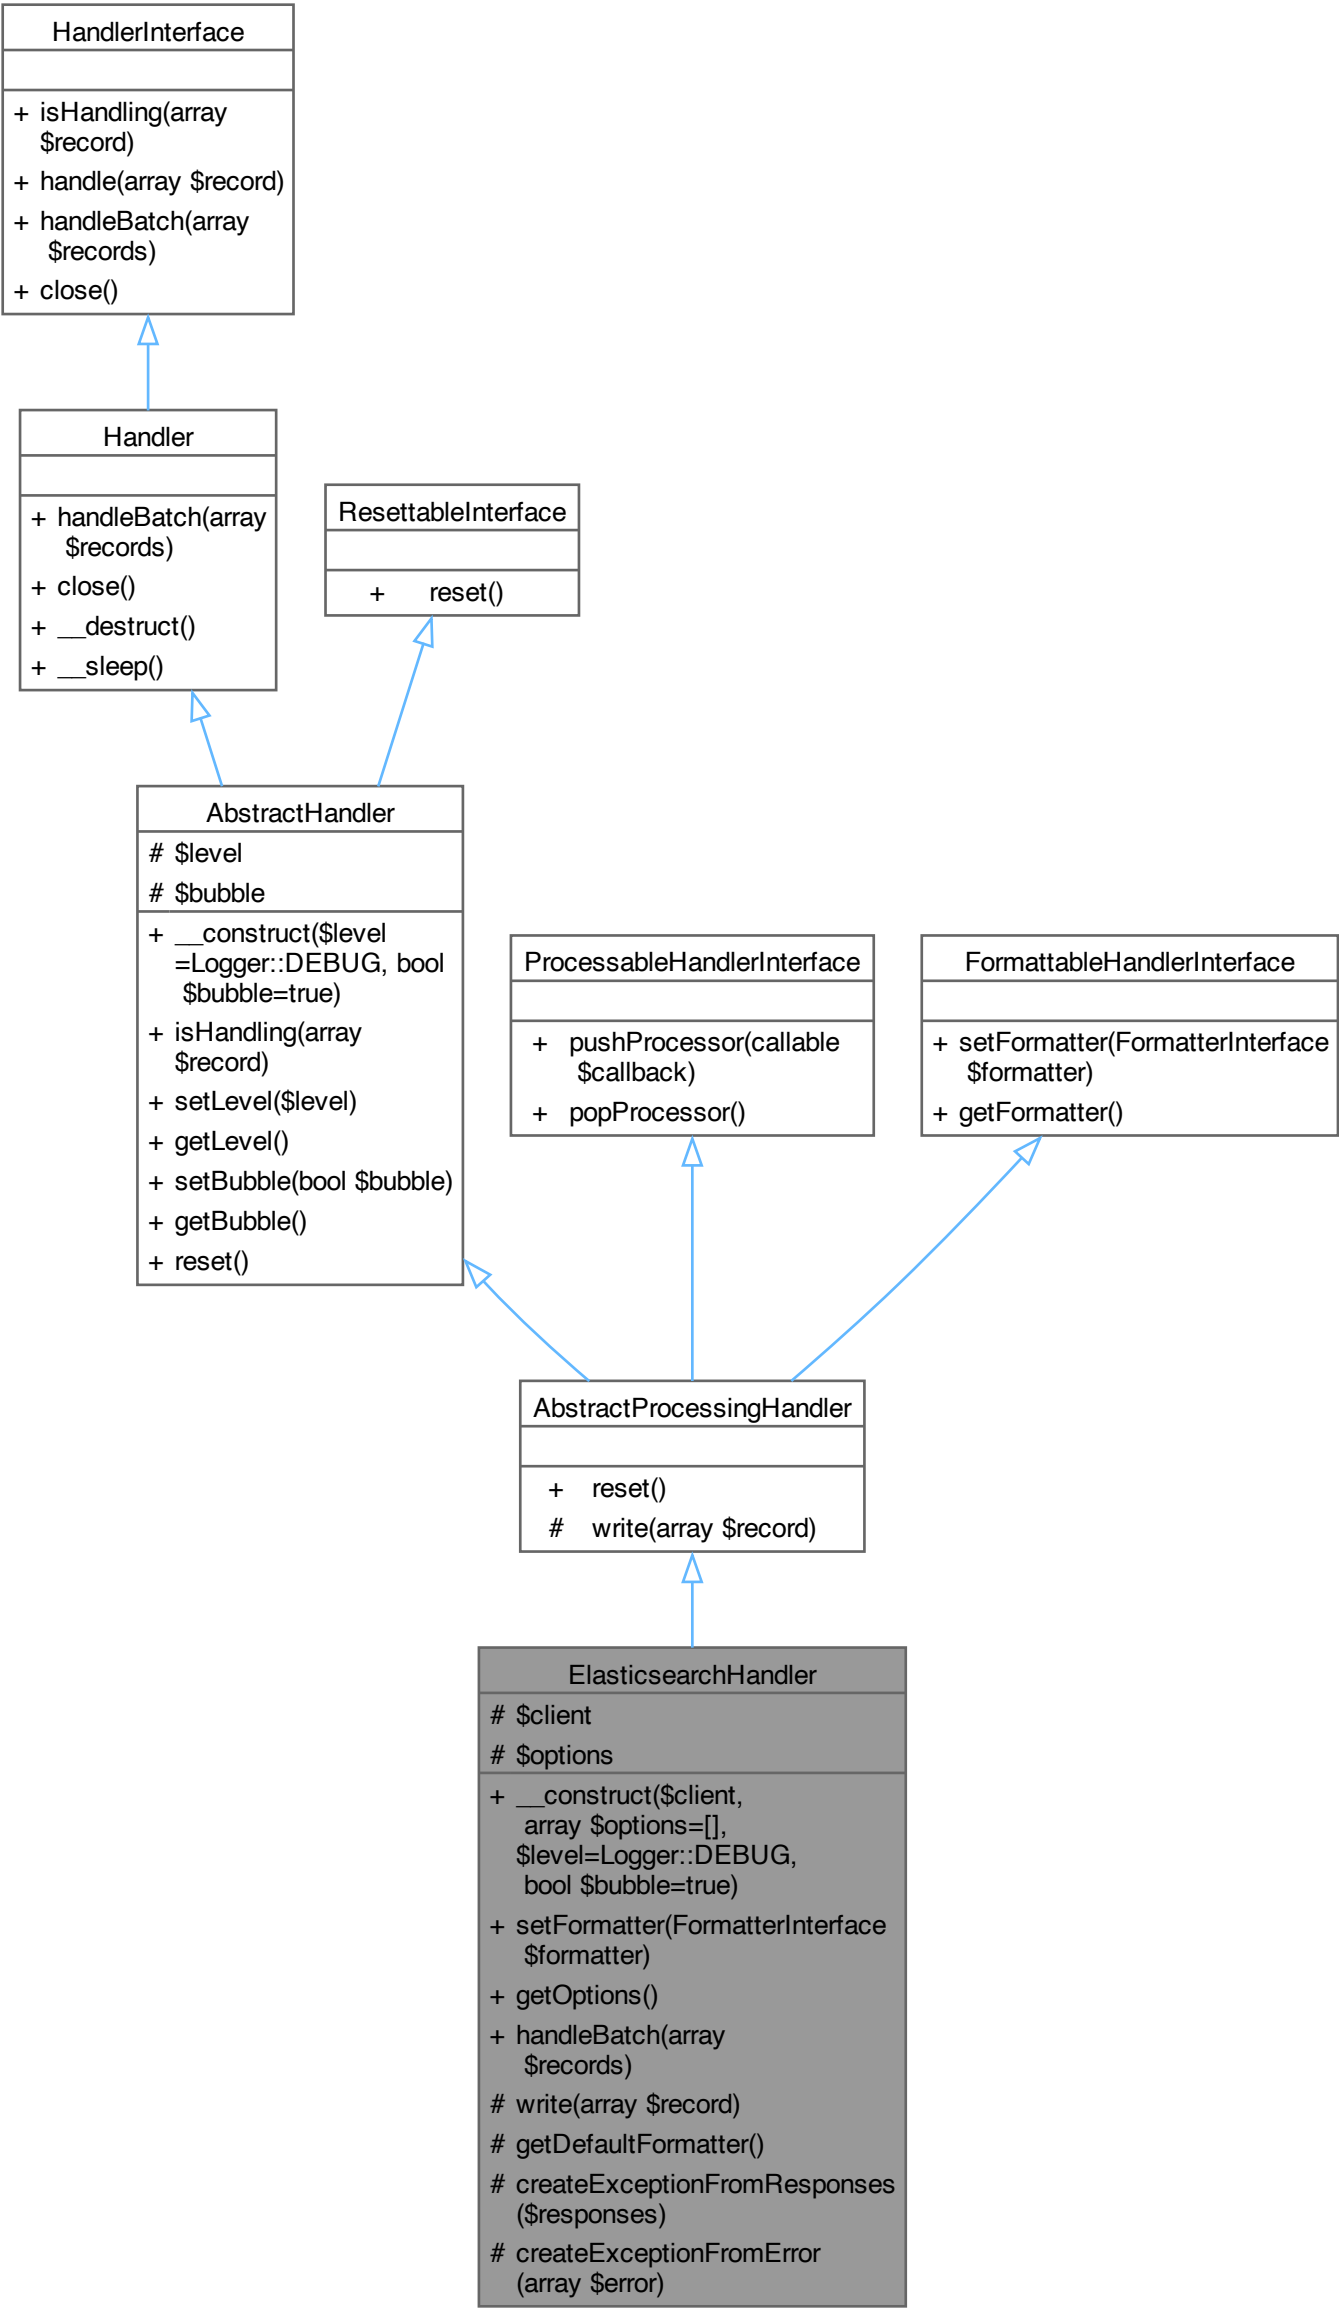 HandlerInterface
+ isHandling(array
$record)
+ handle(array $record)
+ handleBatch(array
$records)
+ close()
Handler
+ handleBatch(array
$records)
+ close()
+ __destruct()
+ __sleep()
ResettableInterface
+ reset()
AbstractHandler
# $level
# $bubble
+ __construct($level
=Logger::DEBUG, bool
$bubble=true)
+ isHandling(array
$record)
+ setLevel($level)
+ getLevel()
+ setBubble(bool $bubble)
+ getBubble()
+ reset()
ProcessableHandlerInterface
+ pushProcessor(callable
$callback)
+ popProcessor()
FormattableHandlerInterface
+ setFormatter(FormatterInterface
$formatter)
+ getFormatter()
AbstractProcessingHandler
+ reset()
# write(array $record)
ElasticsearchHandler
# $client
# $options
+ __construct($client,
array $options=[],
$level=Logger::DEBUG,
bool $bubble=true)
+ setFormatter(FormatterInterface
$formatter)
+ getOptions()
+ handleBatch(array
$records)
# write(array $record)
# getDefaultFormatter()
# createExceptionFromResponses
($responses)
# createExceptionFromError
(array $error)